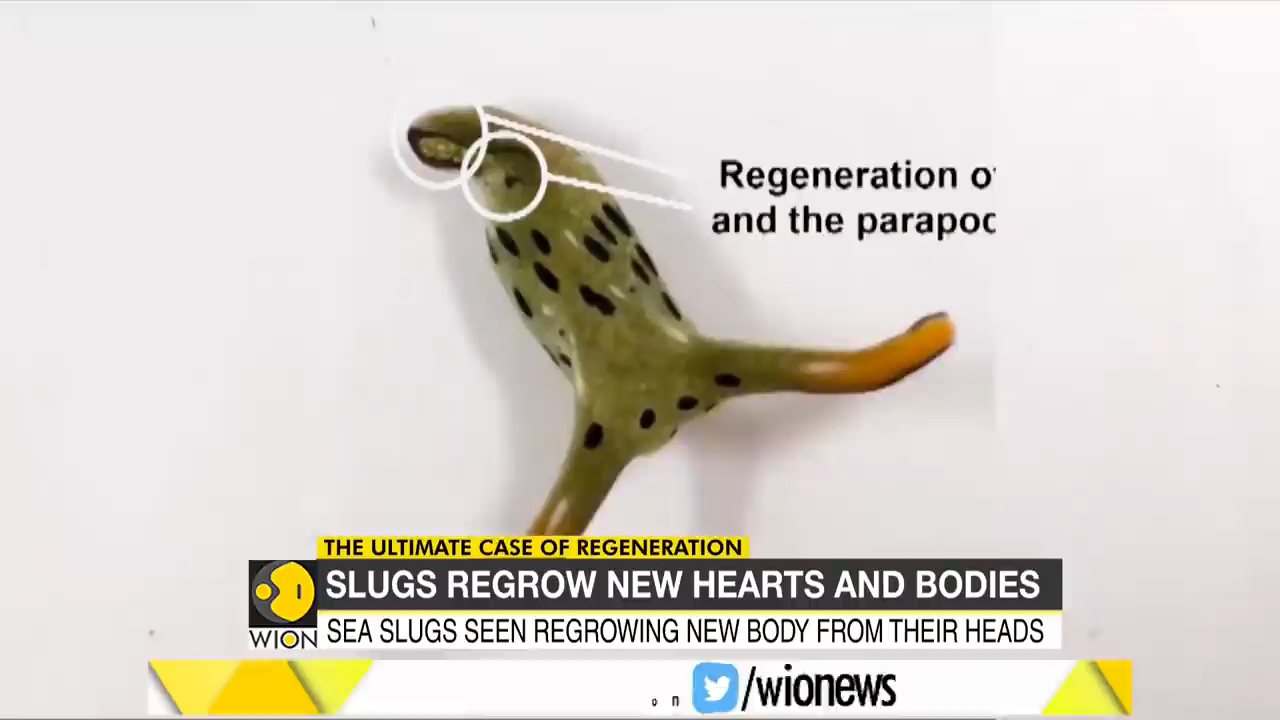 Regeneration o
and the parapo
THE ULTIMATE CASE OF REGENERATION
SLUGS REGROW NEW HEARTS AND BODIES
WION
SEA SLUGS SEEN REGROWING NEW BODY FROM THEIR HEADS
o n /wionews